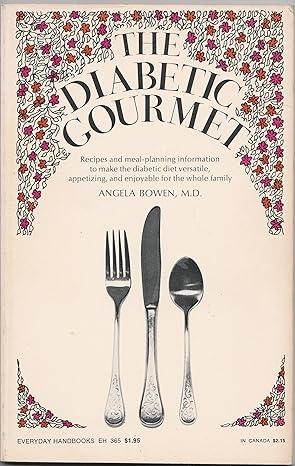 THE
DIABETIC
GOURMET
Recipes and meal-planning information
to make the diabetic diet versatile,
appetizing, and enjoyable for the whole family
ANGELA BOWEN, M.D.
EVERYDAY HANDBOOKS EH 365 $1.95 IN CANADA $2.15